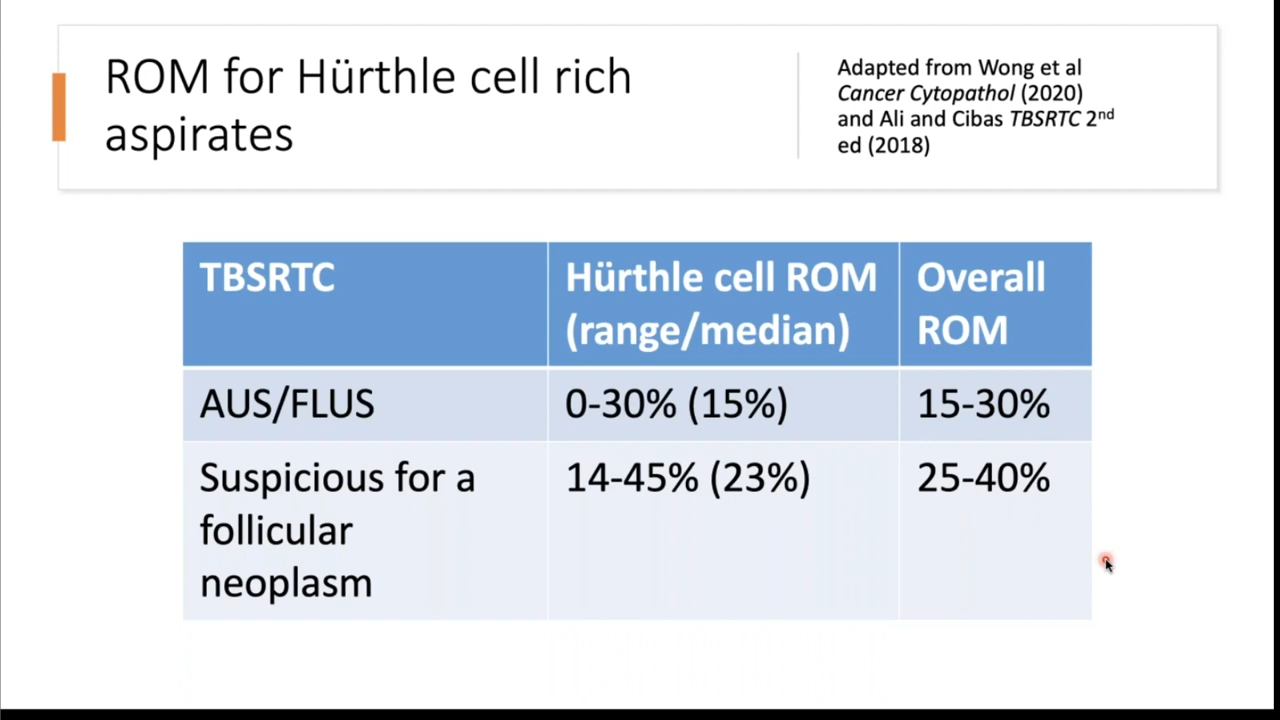 ROM for Hürthle cell rich
aspirates
Adapted from Wong et al
Cancer Cytopathol (2020)
and Ali and Cibas TBSRTC 2nd
ed (2018)
TBSRTC
Hürthle cell ROM
(range/median)
Overall
ROM
AUS/FLUS
0-30% (15%)
15-30%
Suspicious for a
follicular
neoplasm
14-45% (23%)
25-40%